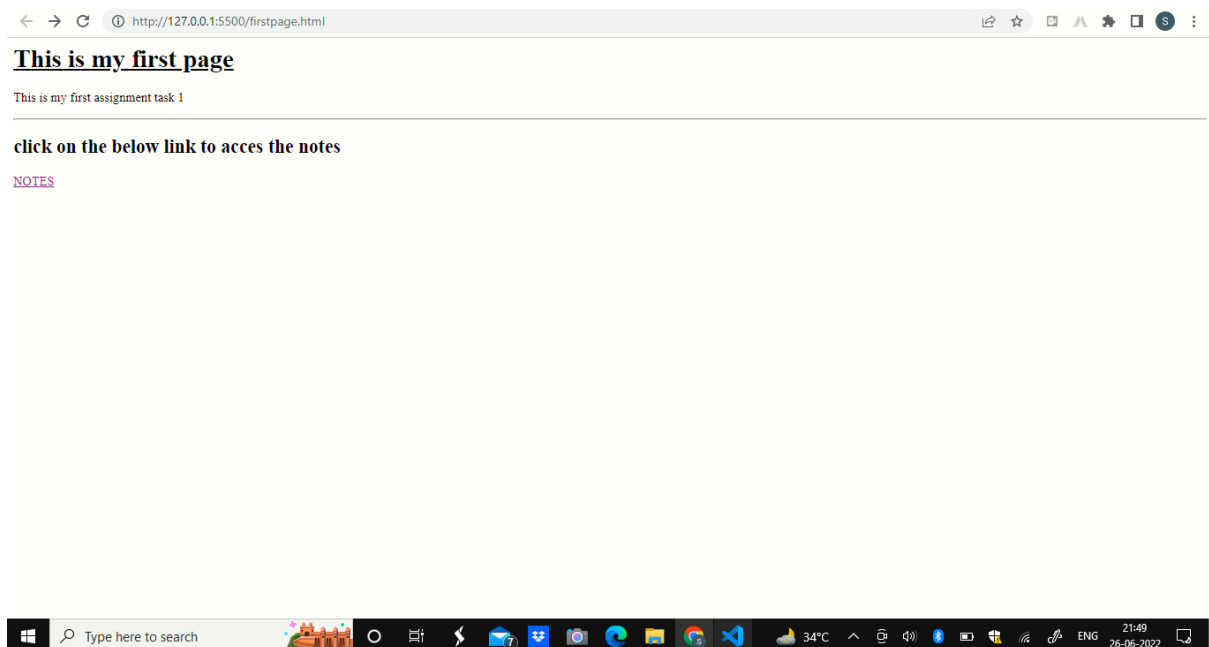 http://127.0.0.1:5500/firstpage.html
S
This is my first page
This is my first assignment task 1
click on the below link to acces the notes
NOTES
Type here to search
7
S
34°C
ENG
21:49
26-06-2022